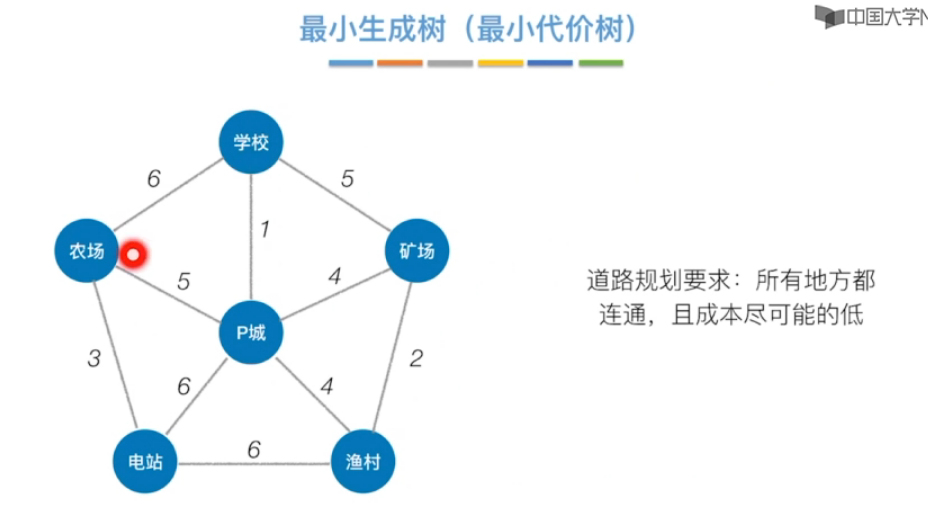 最小生成树（最小代价树）
中国大学
学校
6
5
1
农场
矿场
5
4
道路规划要求：所有地方都
连通，且成本尽可能的低
P城
3
2
6
4
6
电站
渔村